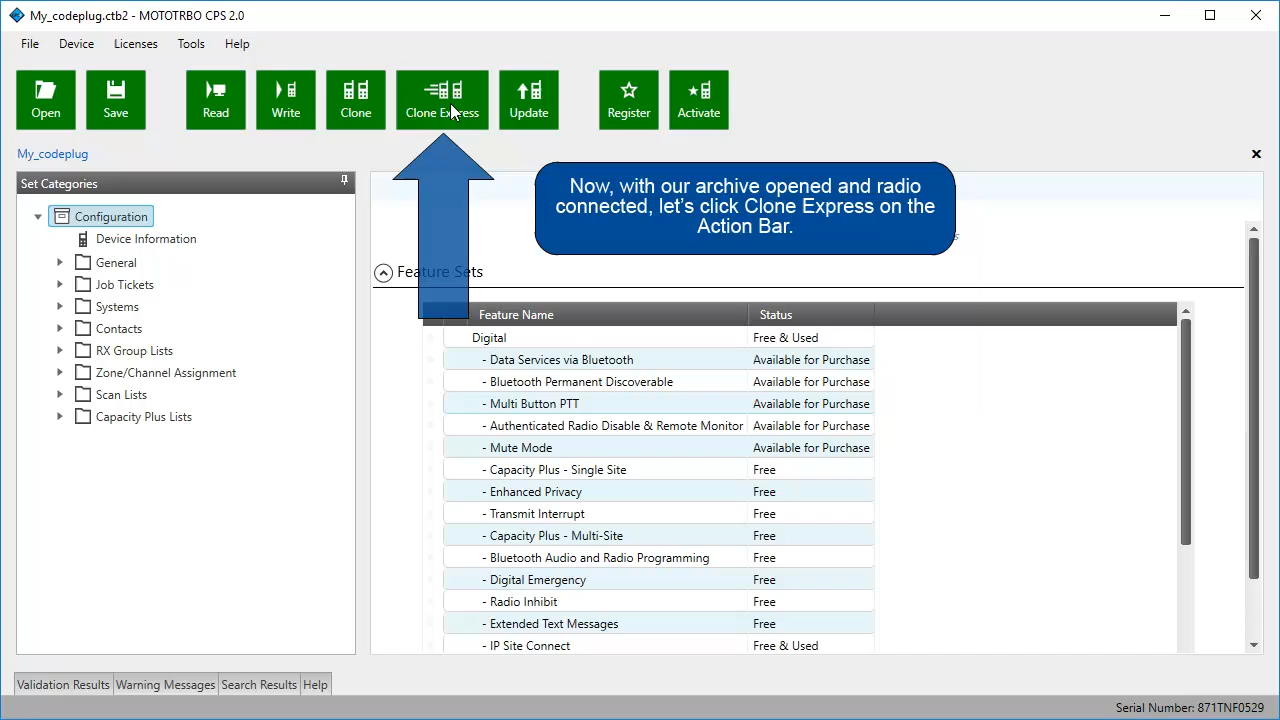 My_codeplug.ctb2 - MOTOTRBO CPS 2.0
File Device Licenses Tools Help
Open Save Read Write Clone Clone Express Update Register Activate
My_codeplug
Set Categories
Now, with our archive opened and radio
connected, let's click Clone Express on the
Action Bar.
Configuration
Device Information
General
Job Tickets
Systems
Contacts
RX Group Lists
Zone/Channel Assignment
Scan Lists
Capacity Plus Lists
Feature Sets
Feature Name Status
Digital Free & Used
- Data Services via Bluetooth Available for Purchase
- Bluetooth Permanent Discoverable Available for Purchase
- Multi Button PTT Available for Purchase
- Authenticated Radio Disable & Remote Monitor Available for Purchase
- Mute Mode Available for Purchase
- Capacity Plus - Single Site Free
- Enhanced Privacy Free
- Transmit Interrupt Free
- Capacity Plus - Multi-Site Free
- Bluetooth Audio and Radio Programming Free
- Digital Emergency Free
- Radio Inhibit Free
- Extended Text Messages Free
- IP Site Connect Free & Used
Validation Results Warning Messages Search Results Help
Serial Number: 871TNF0529